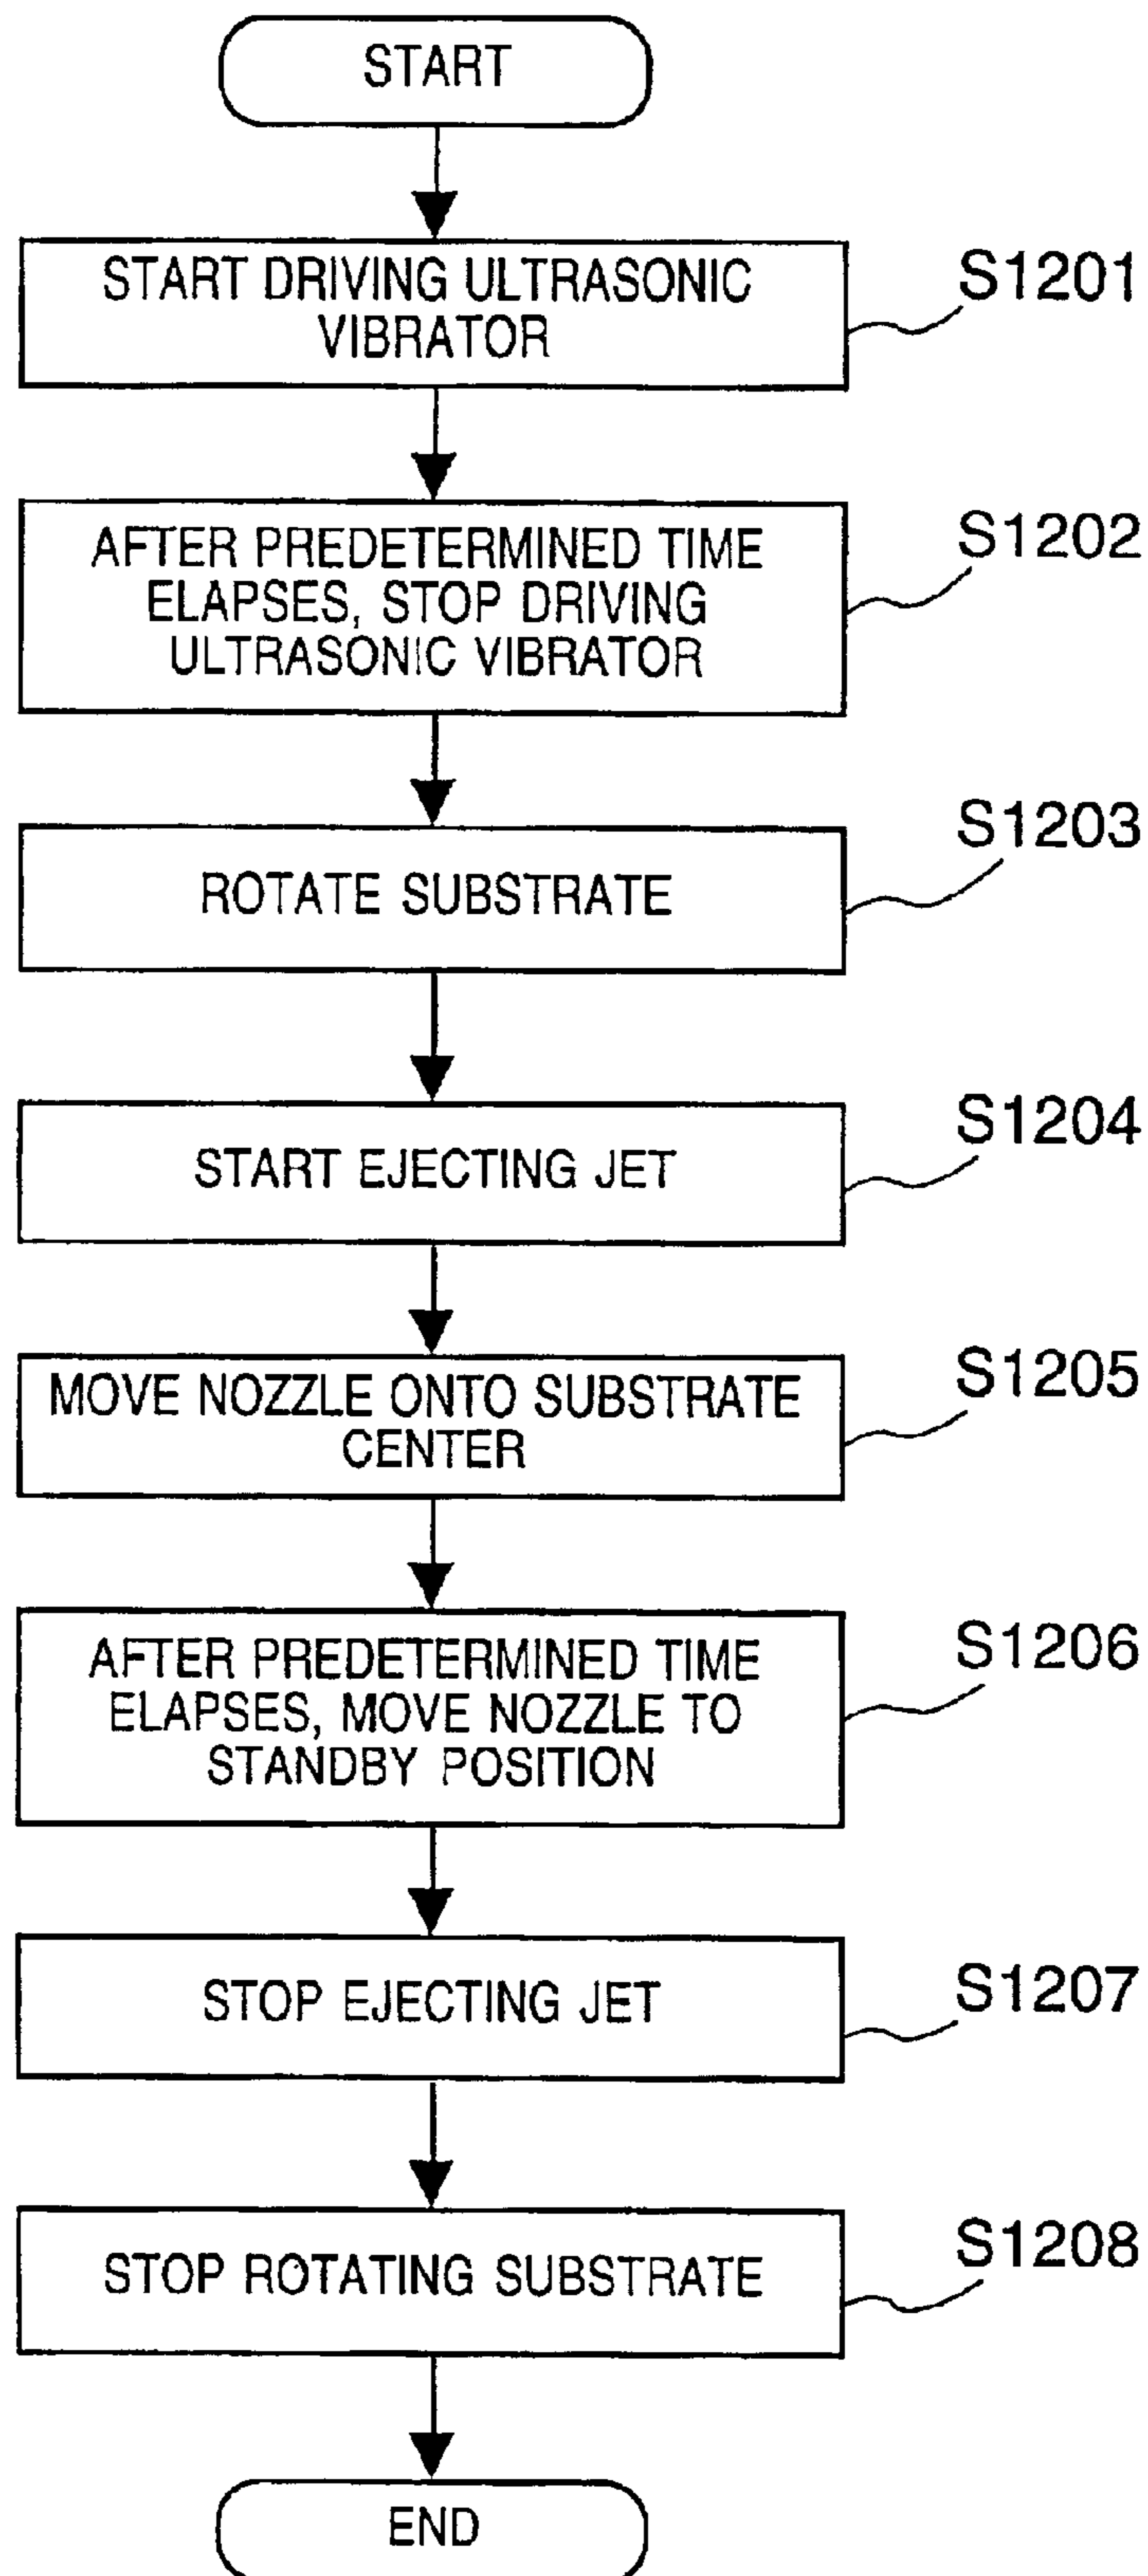 START
START DRIVING ULTRASONIC
VIBRATOR
S1201
AFTER PREDETERMINED TIME
ELAPSES, STOP DRIVING
ULTRASONIC VIBRATOR
S1202
ROTATE SUBSTRATE
S1203
START EJECTING JET
S1204
MOVE NOZZLE ONTO SUBSTRATE
CENTER
S1205
AFTER PREDETERMINED TIME
ELAPSES, MOVE NOZZLE TO
STANDBY POSITION
S1206
STOP EJECTING JET
S1207
STOP ROTATING SUBSTRATE
S1208
END